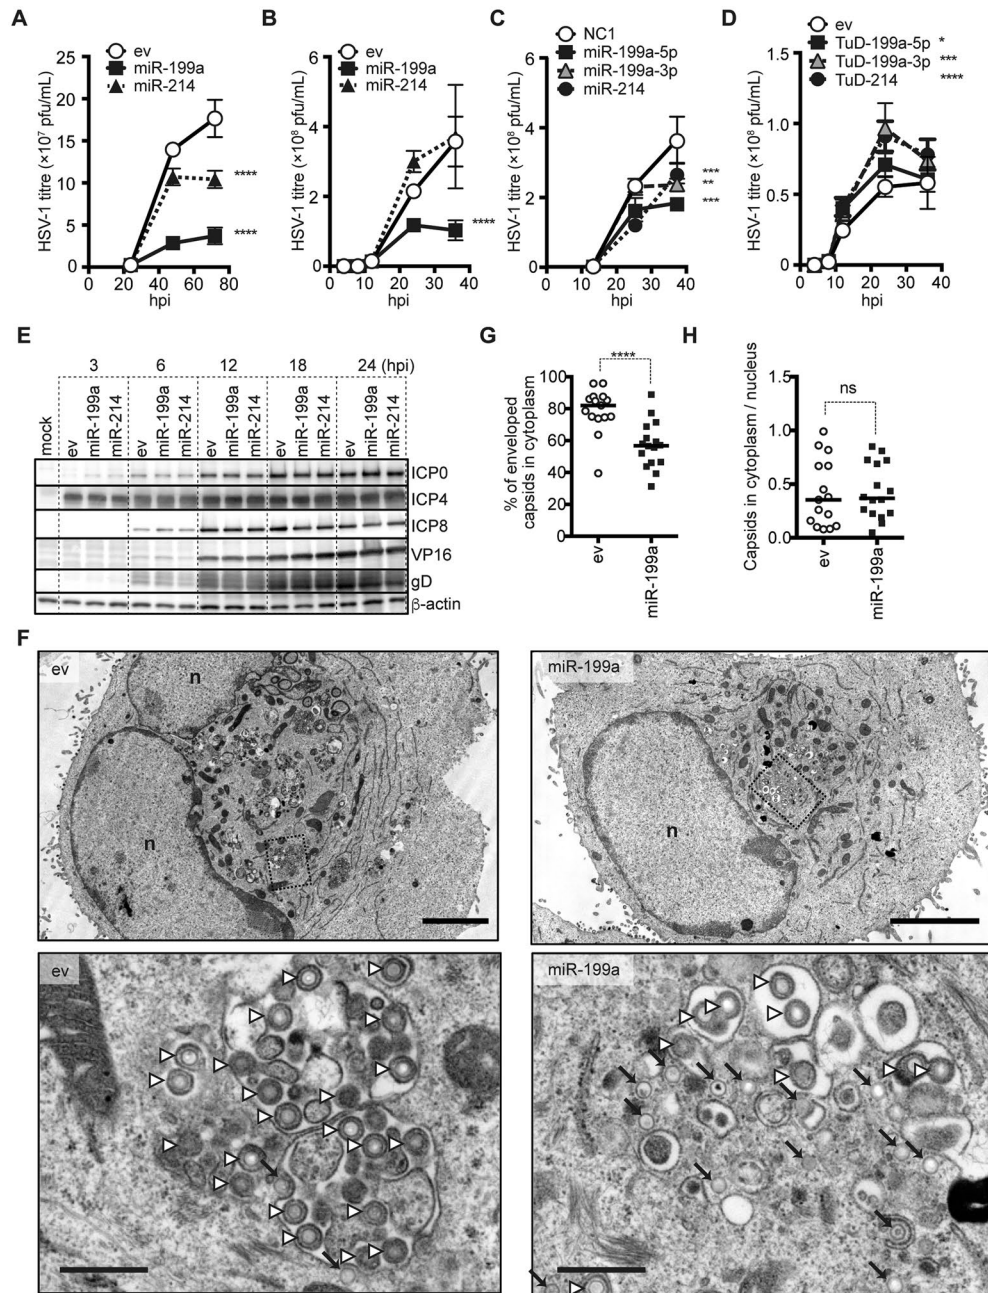 A
ev
miR-199a
miR-214
HSV-1 titre (×10⁷ pfu/mL)
25
20
15
10
5
0
0 20 40 60 80
hpi
****
****
B
ev
miR-199a
miR-214
HSV-1 titre (×10⁸ pfu/mL)
6
4
2
0
0 10 20 30 40
hpi
****
C
NC1
miR-199a-5p
miR-199a-3p
miR-214
HSV-1 titre (×10⁸ pfu/mL)
6
4
2
0
0 10 20 30 40
hpi
***
**
***
D
ev
TuD-199a-5p *
TuD-199a-3p ***
TuD-214 ****
HSV-1 titre (×10⁸ pfu/mL)
1.5
1.0
0.5
0
0 10 20 30 40
hpi
E
3 6 12 18 24 (hpi)
mock
ev miR-199a miR-214
ev miR-199a miR-214
ev miR-199a miR-214
ev miR-199a miR-214
ev miR-199a miR-214
ICP0
ICP4
ICP8
VP16
gD
β-actin
G
****
% of enveloped
capsids in cytoplasm
100
80
60
40
20
0
ev
miR-199a
H
ns
Capsids in cytoplasm / nucleus
1.5
1.0
0.5
0.0
ev
miR-199a
F
ev
n
n
miR-199a
n
ev
miR-199a